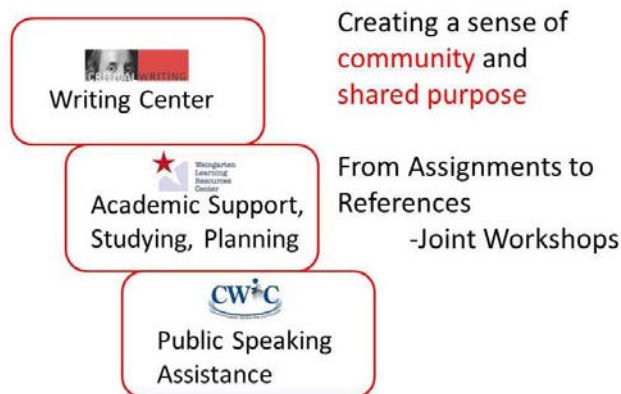 CRITICAL WRITING
Writing Center
Creating a sense of
community and
shared purpose
Weingarten
Learning
Resources
Center
Academic Support,
Studying, Planning
From Assignments to
References
-Joint Workshops
CWiC
Public Speaking
Assistance